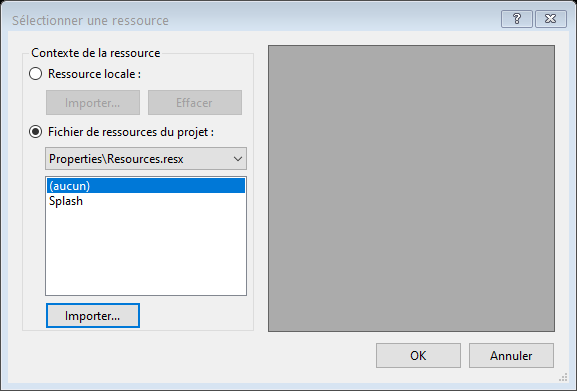 Sélectionner une ressource
?
Contexte de la ressource
Ressource locale :
Importer... Effacer
Fichier de ressources du projet :
Properties\Resources.resx
(aucun)
Splash
Importer...
OK Annuler